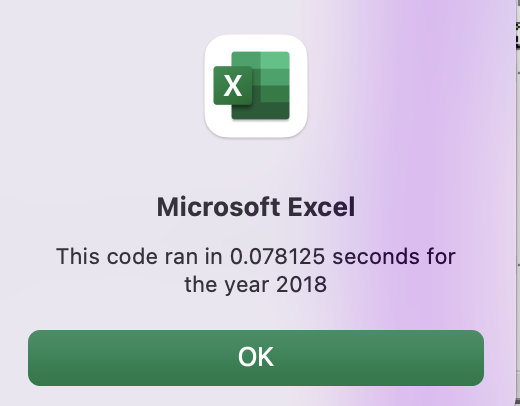 X
Microsoft Excel
This code ran in 0.078125 seconds for
the year 2018
OK